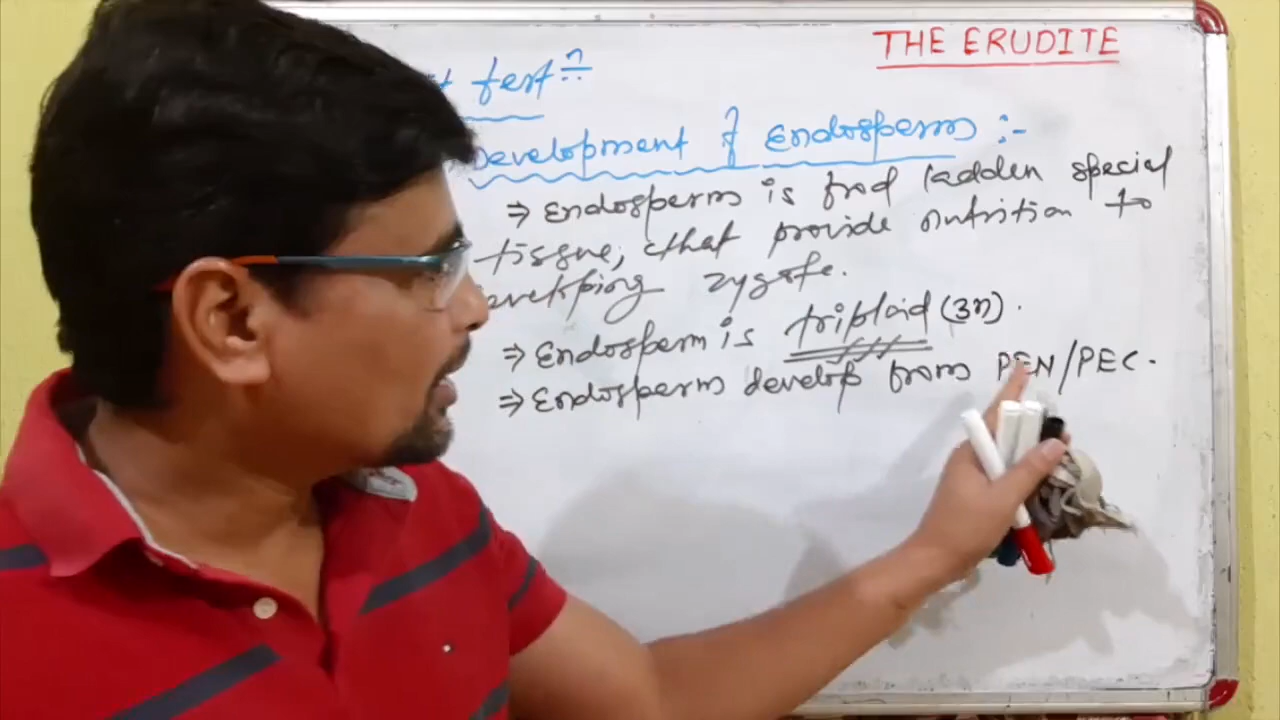 THE ERUDITE
fert n :-
Development of Endosperm :-
⇒ Endosperm is food ladden special
tissue, that provide nutrition to
developing zygote.
⇒ Endosperm is triploid (3n).
⇒ Endosperm develop from PEN/PEC.